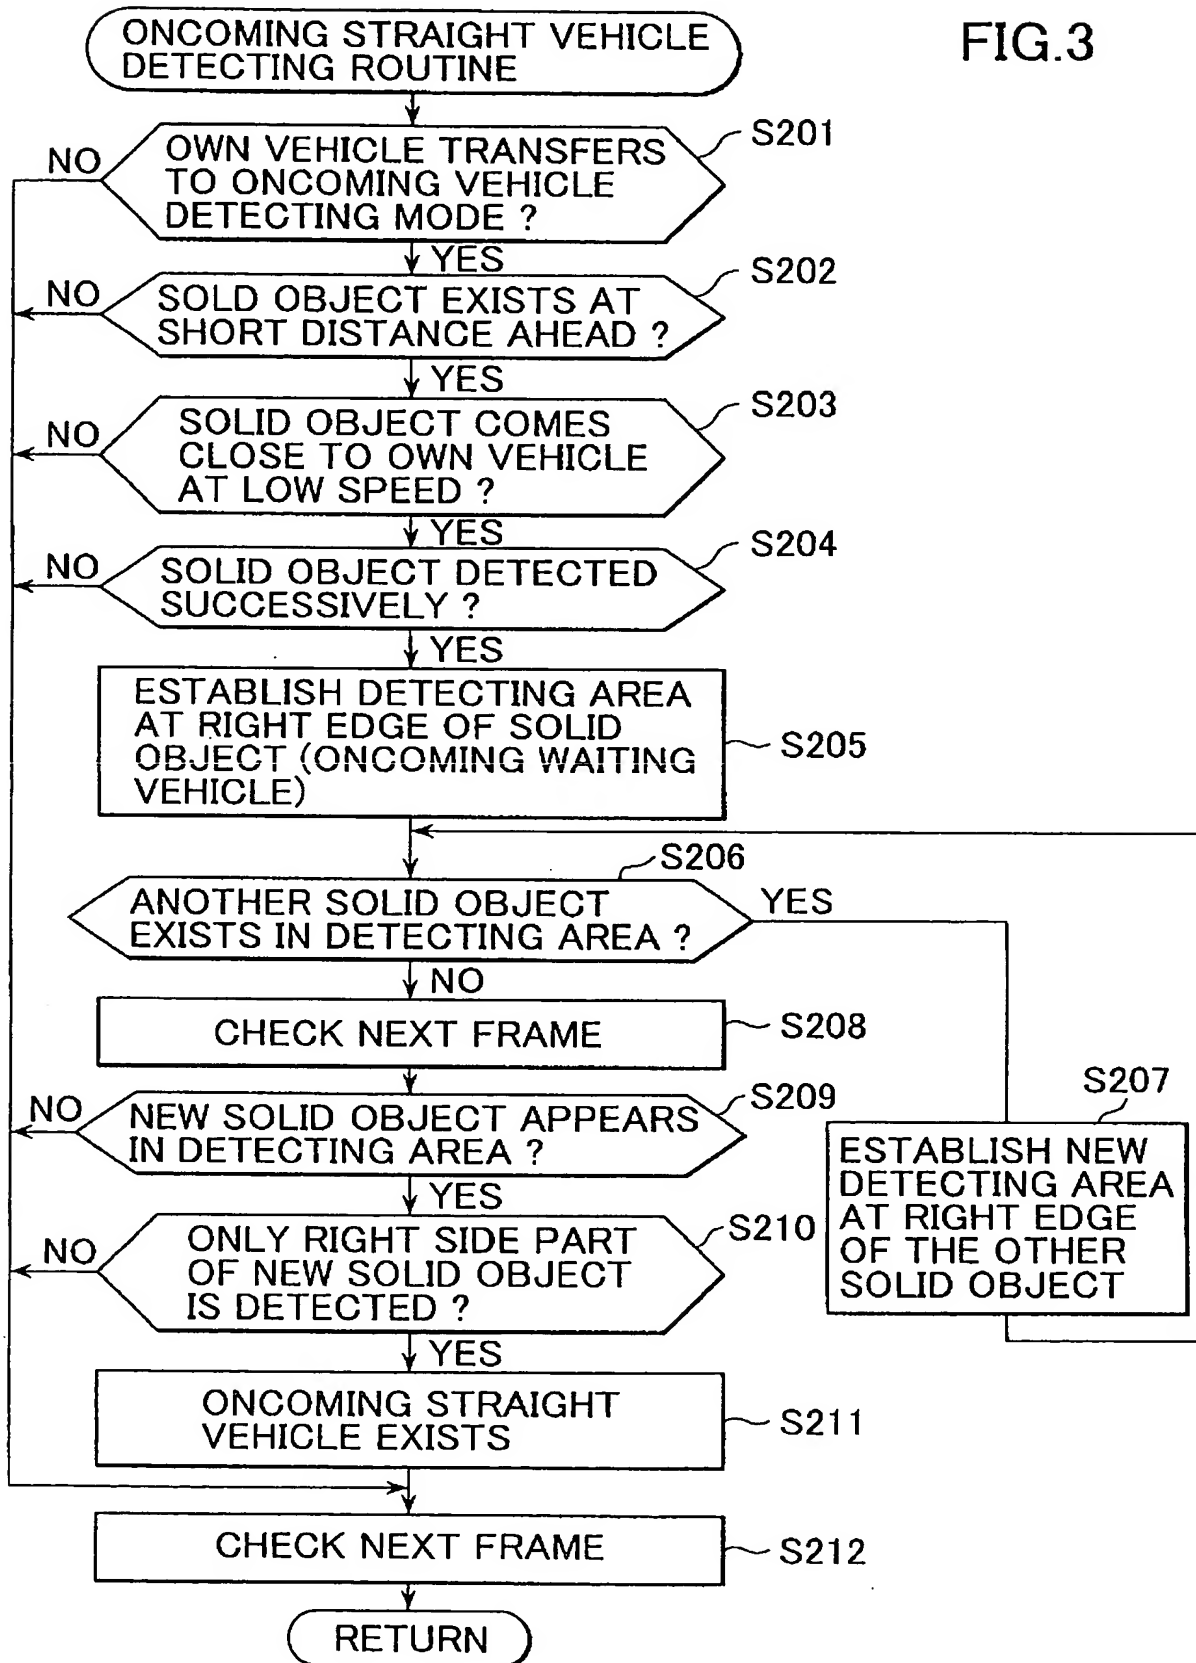 FIG.3
ONCOMING STRAIGHT VEHICLE
DETECTING ROUTINE
S201
OWN VEHICLE TRANSFERS
TO ONCOMING VEHICLE
DETECTING MODE ?
NO
YES
S202
SOLD OBJECT EXISTS AT
SHORT DISTANCE AHEAD ?
NO
YES
S203
SOLID OBJECT COMES
CLOSE TO OWN VEHICLE
AT LOW SPEED ?
NO
YES
S204
SOLID OBJECT DETECTED
SUCCESSIVELY ?
NO
YES
ESTABLISH DETECTING AREA
AT RIGHT EDGE OF SOLID
OBJECT (ONCOMING WAITING
VEHICLE)
S205
S206
ANOTHER SOLID OBJECT
EXISTS IN DETECTING AREA ?
YES
NO
S207
ESTABLISH NEW
DETECTING AREA
AT RIGHT EDGE
OF THE OTHER
SOLID OBJECT
CHECK NEXT FRAME
S208
S209
NEW SOLID OBJECT APPEARS
IN DETECTING AREA ?
NO
YES
S210
ONLY RIGHT SIDE PART
OF NEW SOLID OBJECT
IS DETECTED ?
NO
YES
ONCOMING STRAIGHT
VEHICLE EXISTS
S211
CHECK NEXT FRAME
S212
RETURN